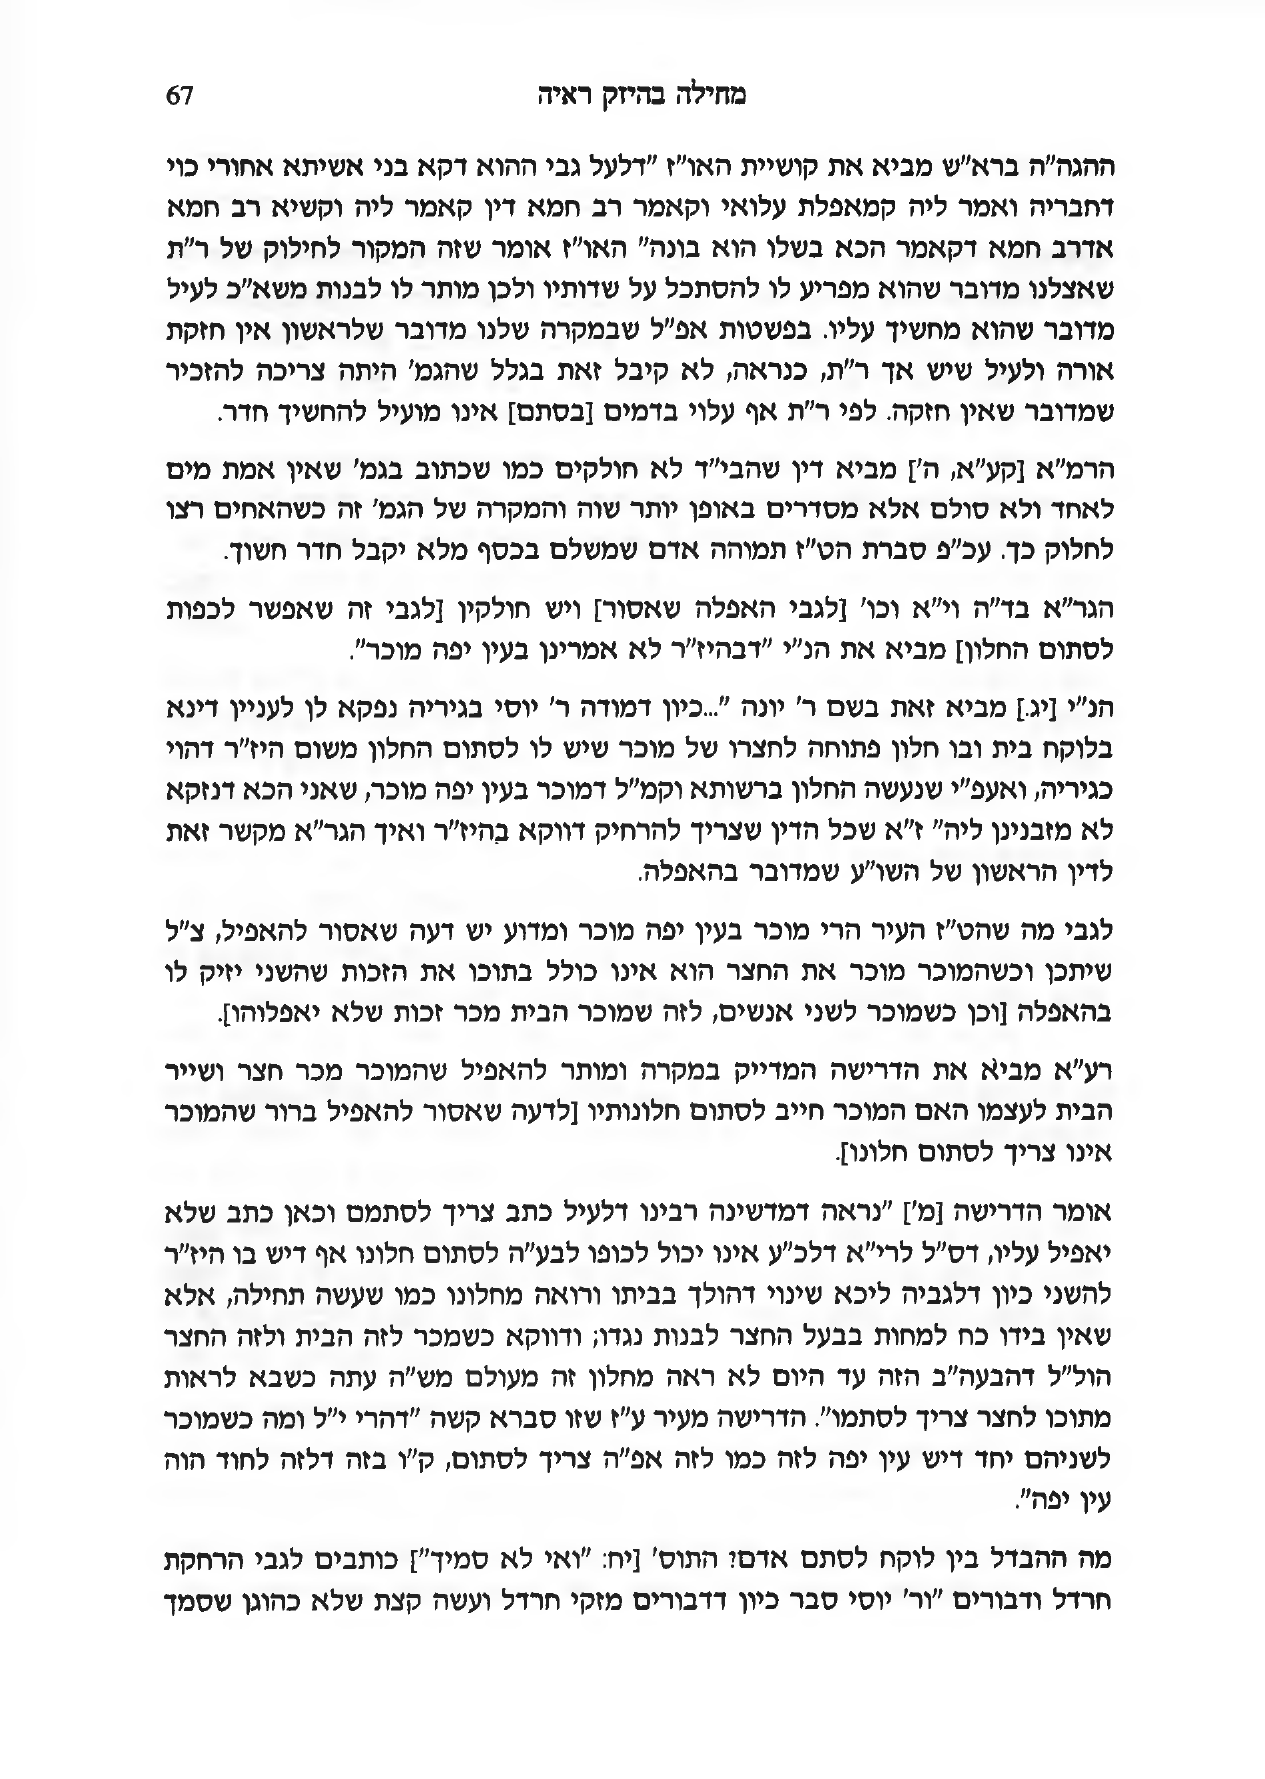 מחילה בהיזק ראיה 67
ההגה"ה ברא"ש מביא את קושיית האו"ז "דלעל גבי ההוא דקא בני אשיתא אחורי כוי
דחבריה ואמר ליה קמאפלת עלואי וקאמר רב חמא דין קאמר ליה וקשיא רב חמא
אדרב חמא דקאמר הכא בשלו הוא בונה" האו"ז אומר שזה המקור לחילוק של ר"ת
שאצלנו מדובר שהוא מפריע לו להסתכל על שדותיו ולכן מותר לו לבנות משא"כ לעיל
מדובר שהוא מחשיך עליו. בפשטות אפ"ל שבמקרה שלנו מדובר שלראשון אין חזקת
אורה ולעיל שיש אך ר"ת, כנראה, לא קיבל זאת בגלל שהגמ' היתה צריכה להזכיר
שמדובר שאין חזקה. לפי ר"ת אף עלוי בדמים [בסתם] אינו מועיל להחשיך חדר.
הרמ"א [קע"א, ה'] מביא דין שהבי"ד לא חולקים כמו שכתוב בגמ' שאין אמת מים
לאחד ולא סולם אלא מסדרים באופן יותר שוה והמקרה של הגמ' זה כשהאחים רצו
לחלוק כך. עכ"פ סברת הט"ז תמוהה אדם שמשלם בכסף מלא יקבל חדר חשוך.
הגר"א בד"ה וי"א וכו' [לגבי האפלה שאסור] ויש חולקין [לגבי זה שאפשר לכפות
לסתום החלון] מביא את הנ"י "דבהיז"ר לא אמרינן בעין יפה מוכר".
הנ"י [יג.] מביא זאת בשם ר' יונה "...כיון דמודה ר' יוסי בגיריה נפקא לן לעניין דינא
בלוקח בית ובו חלון פתוחה לחצרו של מוכר שיש לו לסתום החלון משום היז"ר דהוי
כגיריה, ואעפ"י שנעשה החלון ברשותא וקמ"ל דמוכר בעין יפה מוכר, שאני הכא דנזקא
לא מזבנינן ליה" ז"א שכל הדין שצריך להרחיק דווקא בהיז"ר ואיך הגר"א מקשר זאת
לדין הראשון של השו"ע שמדובר בהאפלה.
לגבי מה שהט"ז העיר הרי מוכר בעין יפה מוכר ומדוע יש דעה שאסור להאפיל, צ"ל
שיתכן וכשהמוכר מוכר את החצר הוא אינו כולל בתוכו את הזכות שהשני יזיק לו
בהאפלה [וכן כשמוכר לשני אנשים, לזה שמוכר הבית מכר זכות שלא יאפלוהו].
רע"א מביא את הדרישה המדייק במקרה ומותר להאפיל שהמוכר מכר חצר ושייר
הבית לעצמו האם המוכר חייב לסתום חלונותיו [לדעה שאסור להאפיל ברור שהמוכר
אינו צריך לסתום חלונו].
אומר הדרישה [מ'] "נראה דמדשינה רבינו דלעיל כתב צריך לסתמם וכאן כתב שלא
יאפיל עליו, דס"ל לרי"א דלכ"ע אינו יכול לכופו לבע"ה לסתום חלונו אף דיש בו היז"ר
להשני כיון דלגביה ליכא שינוי דהולך בביתו ורואה מחלונו כמו שעשה תחילה, אלא
שאין בידו כח למחות בבעל החצר לבנות נגדו; ודווקא כשמכר לזה הבית ולזה החצר
הול"ל דהבעה"ב הזה עד היום לא ראה מחלון זה מעולם מש"ה עתה כשבא לראות
מתוכו לחצר צריך לסתמו". הדרישה מעיר ע"ז שזו סברא קשה "דהרי י"ל ומה כשמוכר
לשניהם יחד דיש עין יפה לזה כמו לזה אפ"ה צריך לסתום, ק"ו בזה דלזה לחוד הוה
עין יפה".
מה ההבדל בין לוקח לסתם אדם? התוס' [יח: "ואי לא סמיך"] כותבים לגבי הרחקת
חרדל ודבורים "ור' יוסי סבר כיון דדבורים מזקי חרדל ועשה קצת שלא כהוגן שסמך